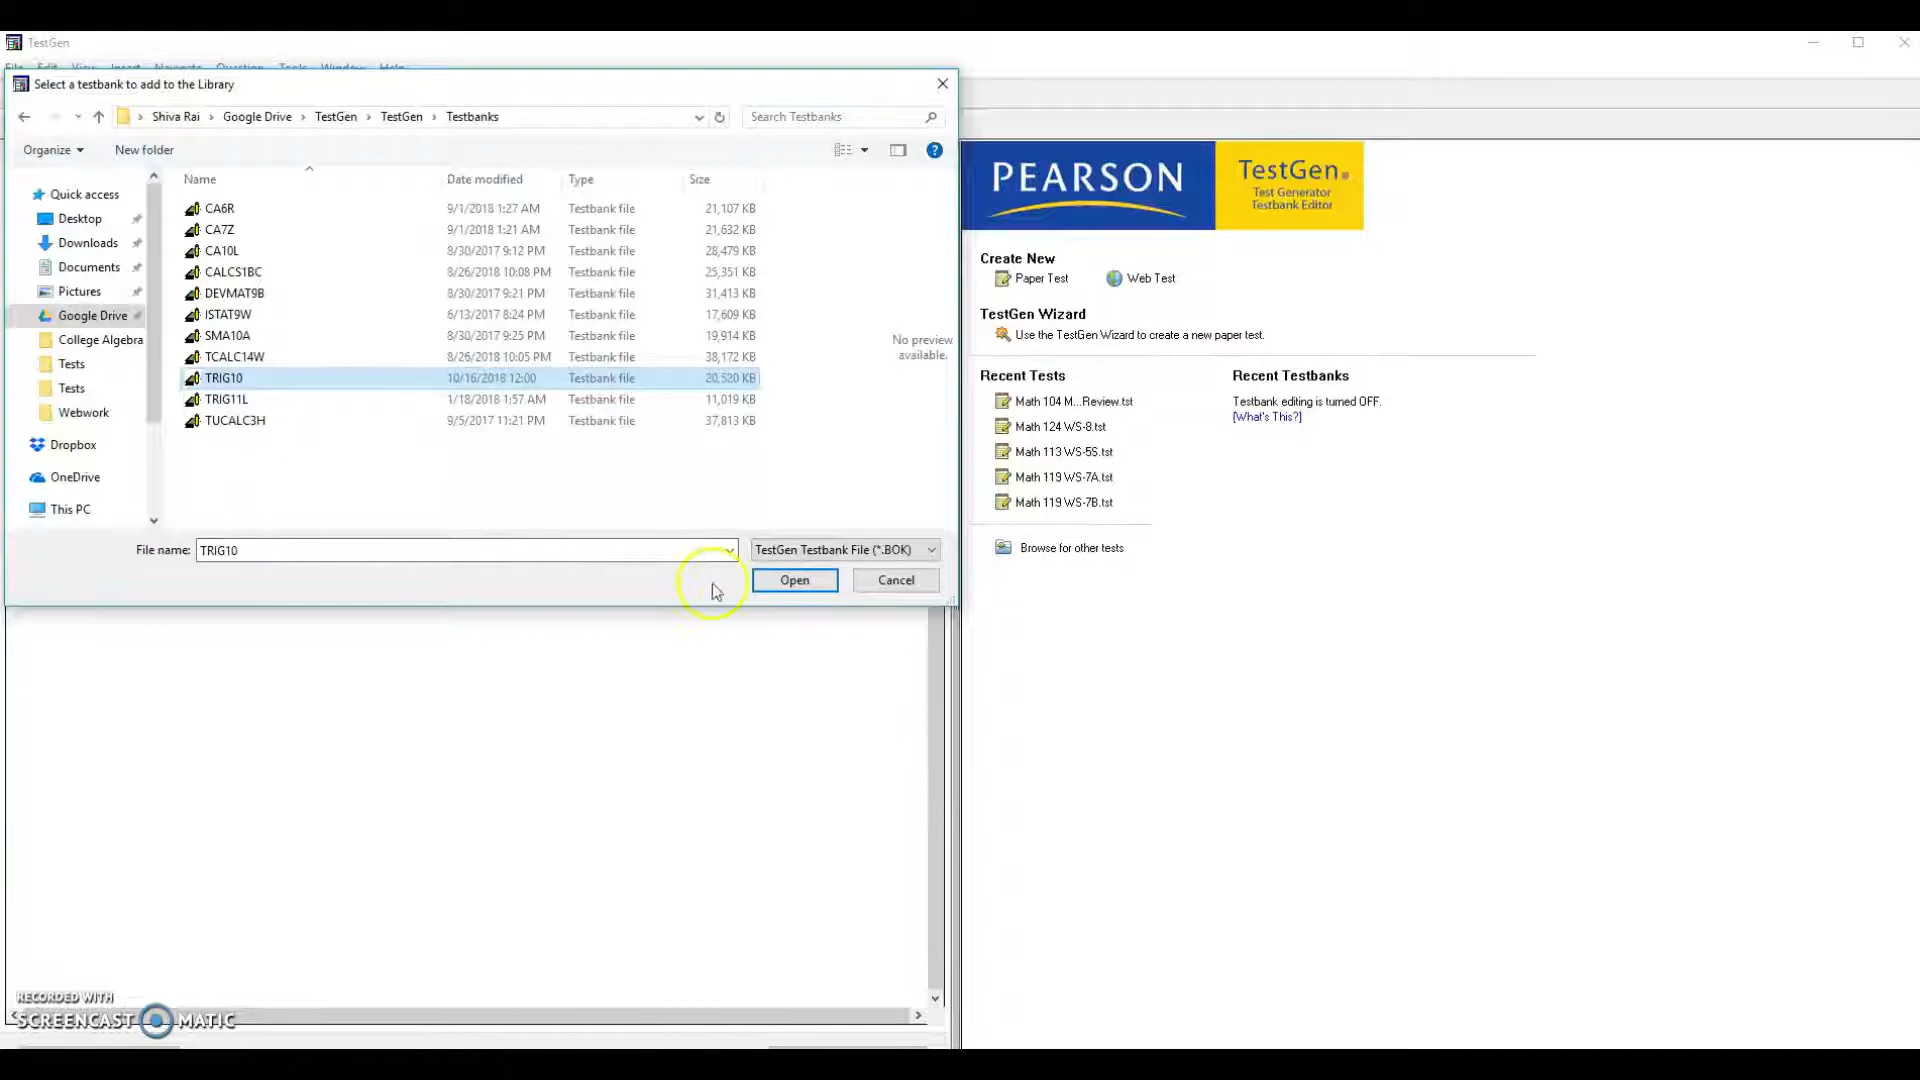 TestGen
File Edit View Insert Navigate Question Tools Window Help
Select a testbank to add to the Library
Shiva Rai › Google Drive › TestGen › TestGen › Testbanks
Search Testbanks
Organize
New folder
Name Date modified Type Size
Quick access
Desktop
Downloads
Documents
Pictures
Google Drive
College Algebra
Tests
Tests
Webwork
Dropbox
OneDrive
This PC
CA6R 9/1/2018 1:27 AM Testbank file 21,107 KB
CA7Z 9/1/2018 1:21 AM Testbank file 21,632 KB
CA10L 8/30/2017 9:12 PM Testbank file 28,479 KB
CALCS1BC 8/26/2018 10:08 PM Testbank file 25,351 KB
DEVMAT9B 8/30/2017 9:21 PM Testbank file 31,413 KB
ISTAT9W 6/13/2017 8:24 PM Testbank file 17,609 KB
SMA10A 8/30/2017 9:25 PM Testbank file 19,914 KB
TCALC14W 8/26/2018 10:05 PM Testbank file 38,172 KB
TRIG10 10/16/2018 12:00 Testbank file 20,520 KB
TRIG11L 1/18/2018 1:57 AM Testbank file 11,019 KB
TUCALC3H 9/5/2017 11:21 PM Testbank file 37,813 KB
No preview
available.
File name: TRIG10
TestGen Testbank File (*.BOK)
Open
Cancel
PEARSON
TestGen®
Test Generator
Testbank Editor
Create New
Paper Test
Web Test
TestGen Wizard
Use the TestGen Wizard to create a new paper test.
Recent Tests
Math 104 M...Review.tst
Math 124 WS-8.tst
Math 113 WS-5S.tst
Math 119 WS-7A.tst
Math 119 WS-7B.tst
Browse for other tests
Recent Testbanks
Testbank editing is turned OFF.
[What's This?]
RECORDED WITH
SCREENCAST MATIC